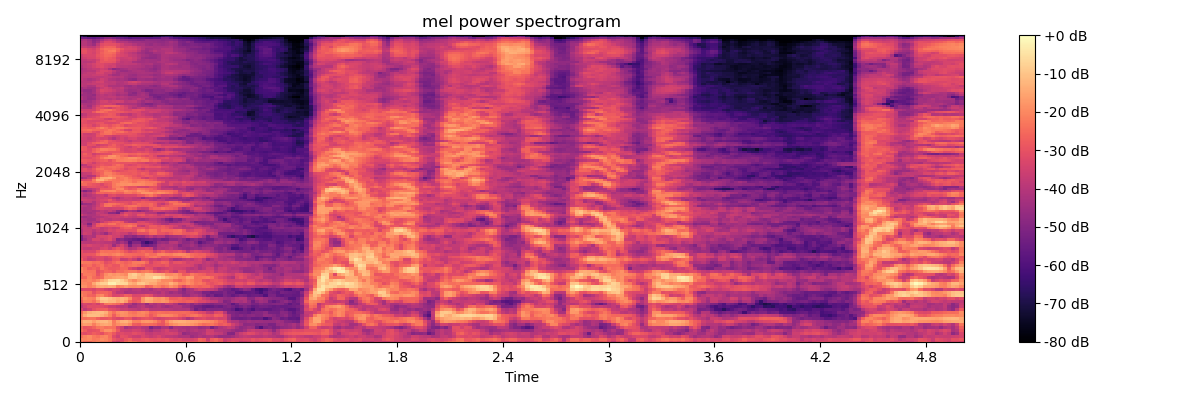 mel power spectrogram
Hz
8192
4096
2048
1024
512
0
0 0.6 1.2 1.8 2.4 3 3.6 4.2 4.8
Time
+0 dB
-10 dB
-20 dB
-30 dB
-40 dB
-50 dB
-60 dB
-70 dB
-80 dB